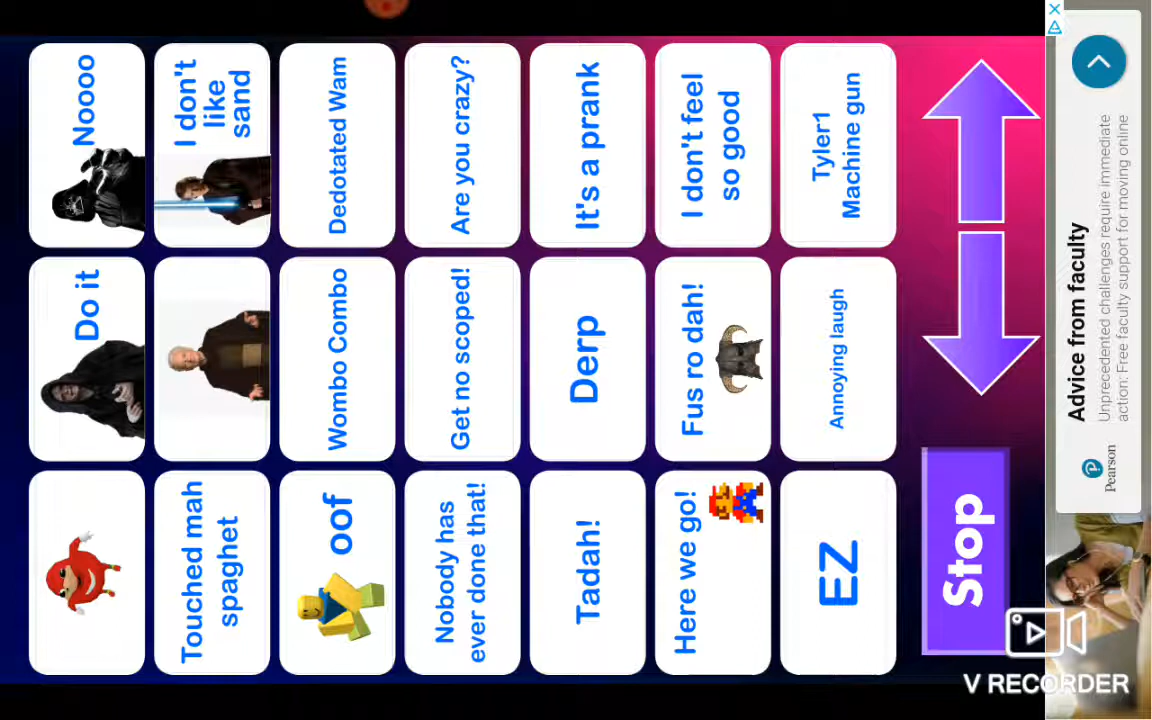 Do it
Noooo
Touched mah
spaghet
I don't
like
sand
oof
Wombo Combo
Dedotated Wam
Nobody has
ever done that!
Get no scoped!
Are you crazy?
Tadah!
Derp
It's a prank
Here we go!
Fus ro dah!
I don't feel
so good
EZ
Annoying laugh
Tyler1
Machine gun
Stop
Pearson
Advice from faculty
Unprecedented challenges require immediate
action: Free faculty support for moving online
V RECORDER